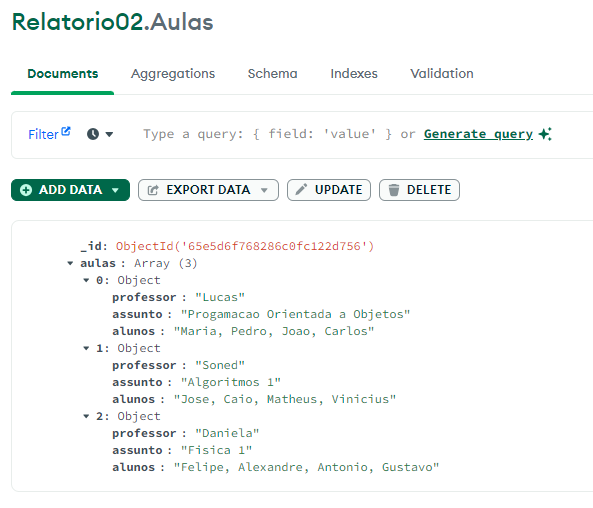 Relatorio02.Aulas
Documents Aggregations Schema Indexes Validation
Filter Type a query: { field: 'value' } or Generate query
ADD DATA EXPORT DATA UPDATE DELETE
_id: ObjectId('65e5d6f768286c0fc122d756')
aulas : Array (3)
0: Object
professor : "Lucas"
assunto : "Progamacao Orientada a Objetos"
alunos : "Maria, Pedro, Joao, Carlos"
1: Object
professor : "Soned"
assunto : "Algoritmos 1"
alunos : "Jose, Caio, Matheus, Vinicius"
2: Object
professor : "Daniela"
assunto : "Fisica 1"
alunos : "Felipe, Alexandre, Antonio, Gustavo"